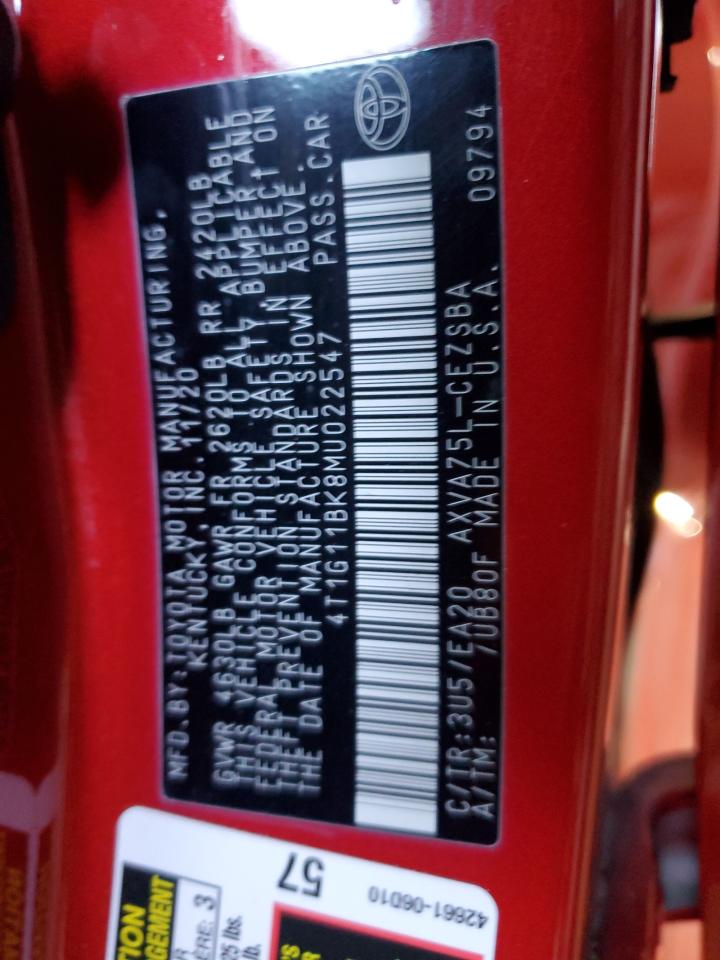 MFD. BY: TOYOTA MOTOR MANUFACTURING,
KENTUCKY, INC. 11/20
GVWR 4630LB GAWR FR 2620LB RR 2420LB
THIS VEHICLE CONFORMS TO ALL APPLICABLE
FEDERAL MOTOR VEHICLE SAFETY, BUMPER AND
THEFT PREVENTION STANDARDS IN EFFECT ON
THE DATE OF MANUFACTURE SHOWN ABOVE.
4T1G11BK8MU022547 PASS.CAR
C/TR:3U5/EA20 AXVA75L-CEZSBA
A/TM: /UB80F MADE IN U.S.A. 09794
57
42661-06D10
3